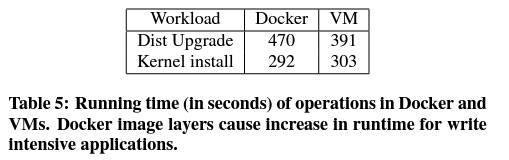 Workload Docker VM
Dist Upgrade 470 391
Kernel install 292 303
Table 5: Running time (in seconds) of operations in Docker and
VMs. Docker image layers cause increase in runtime for write
intensive applications.